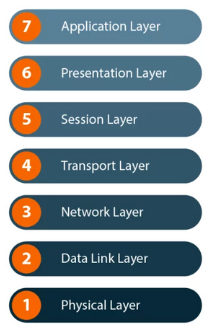 7 Application Layer
6 Presentation Layer
5 Session Layer
4 Transport Layer
3 Network Layer
2 Data Link Layer
1 Physical Layer